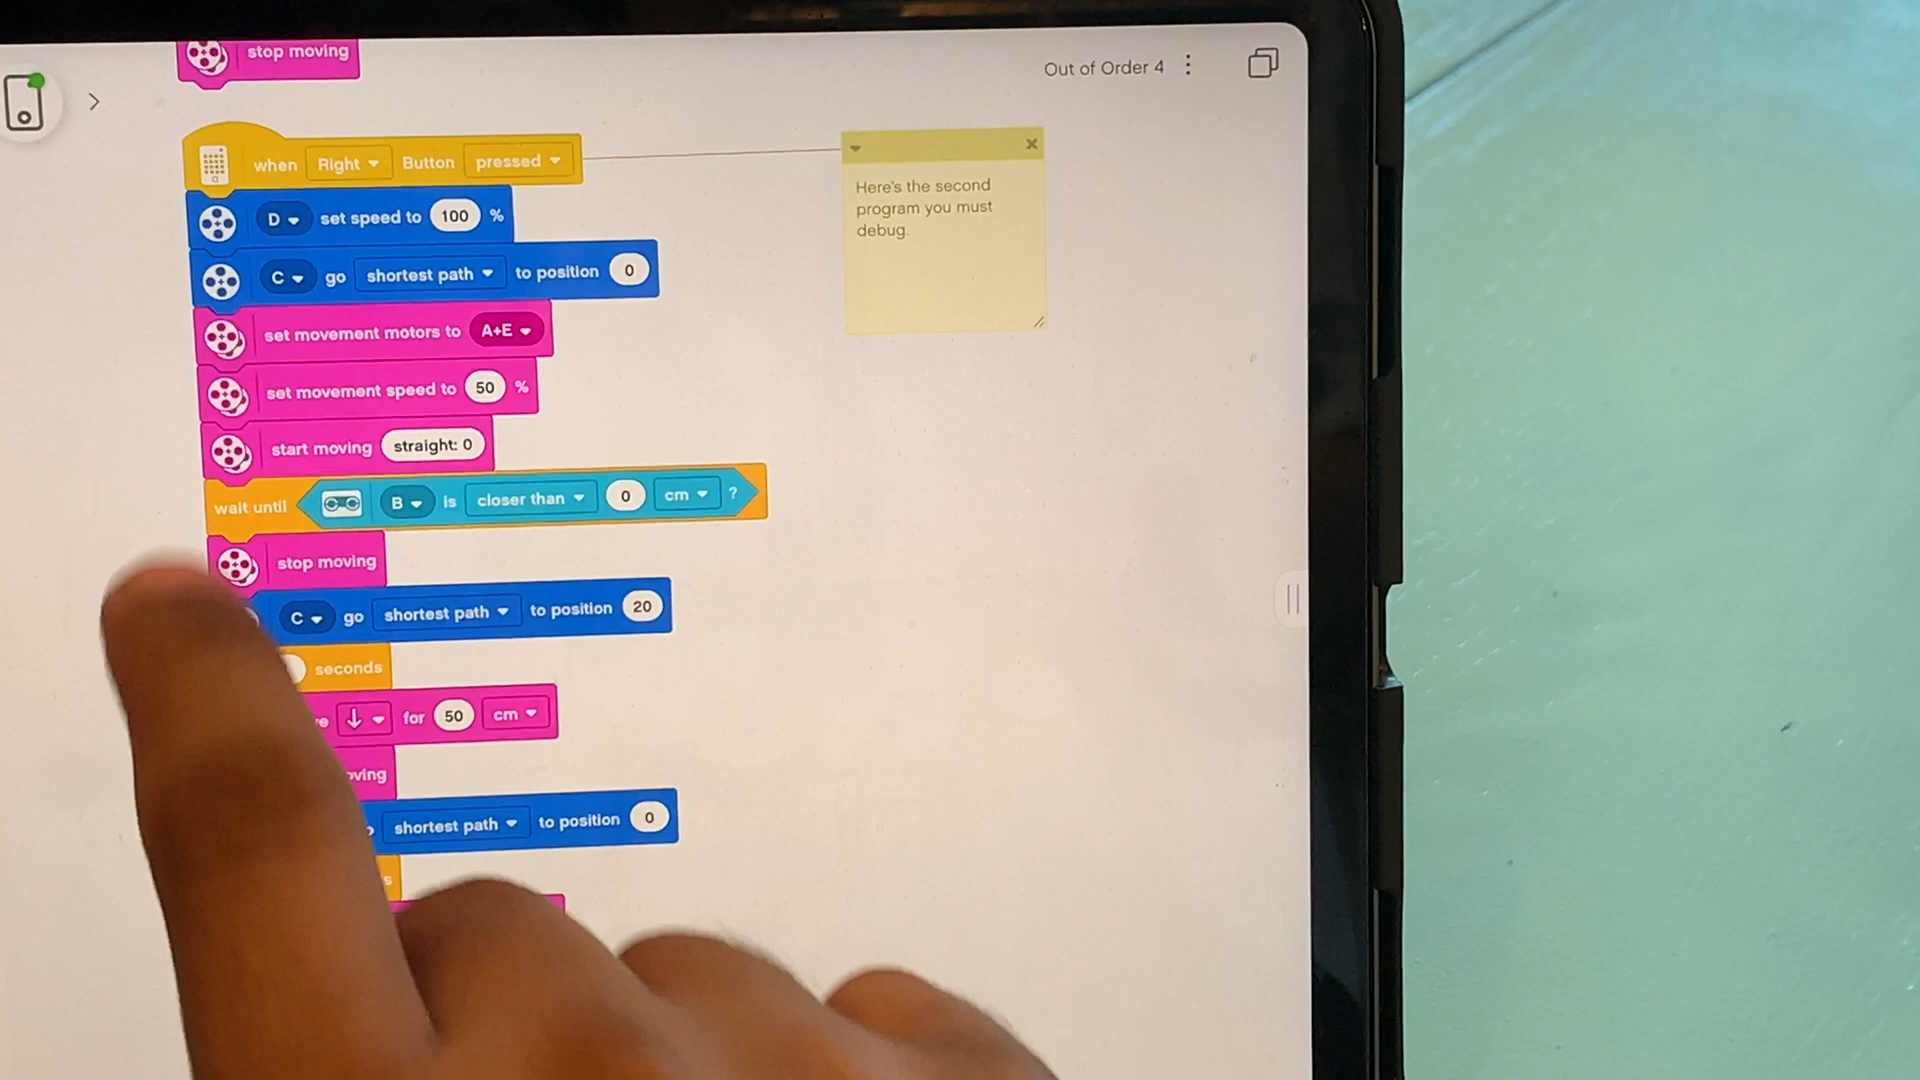 stop moving
Out of Order 4
when Right Button pressed
Here's the second
program you must
debug.
D set speed to 100 %
C go shortest path to position 0
set movement motors to A+E
set movement speed to 50 %
start moving straight: 0
wait until B is closer than 0 cm ?
stop moving
C go shortest path to position 20
seconds
for 50 cm
shortest path to position 0